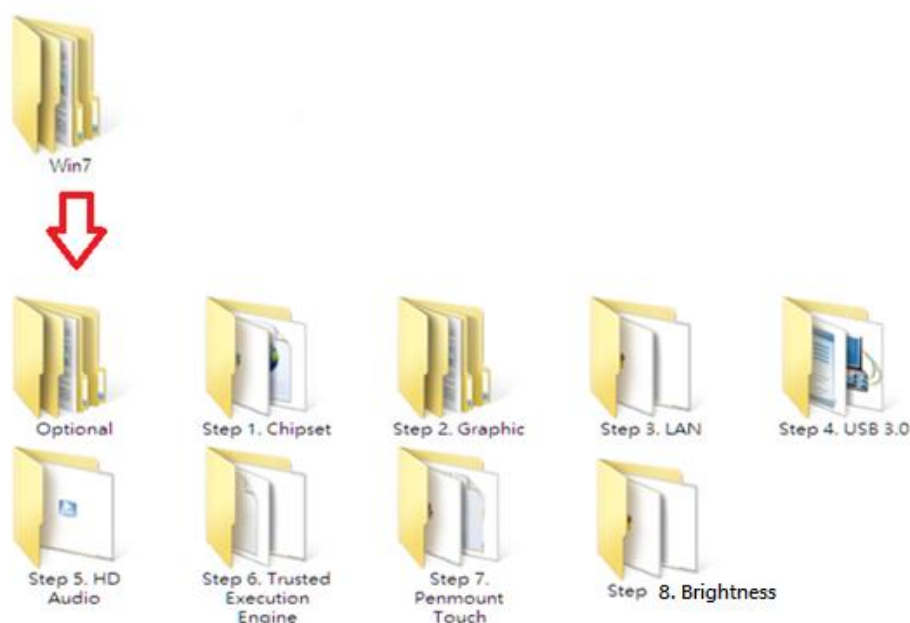 Win7
Optional
Step 1. Chipset
Step 2. Graphic
Step 3. LAN
Step 4. USB 3.0
Step 5. HD
Audio
Step 6. Trusted
Execution
Engine
Step 7.
Penmount
Touch
Step 8. Brightness